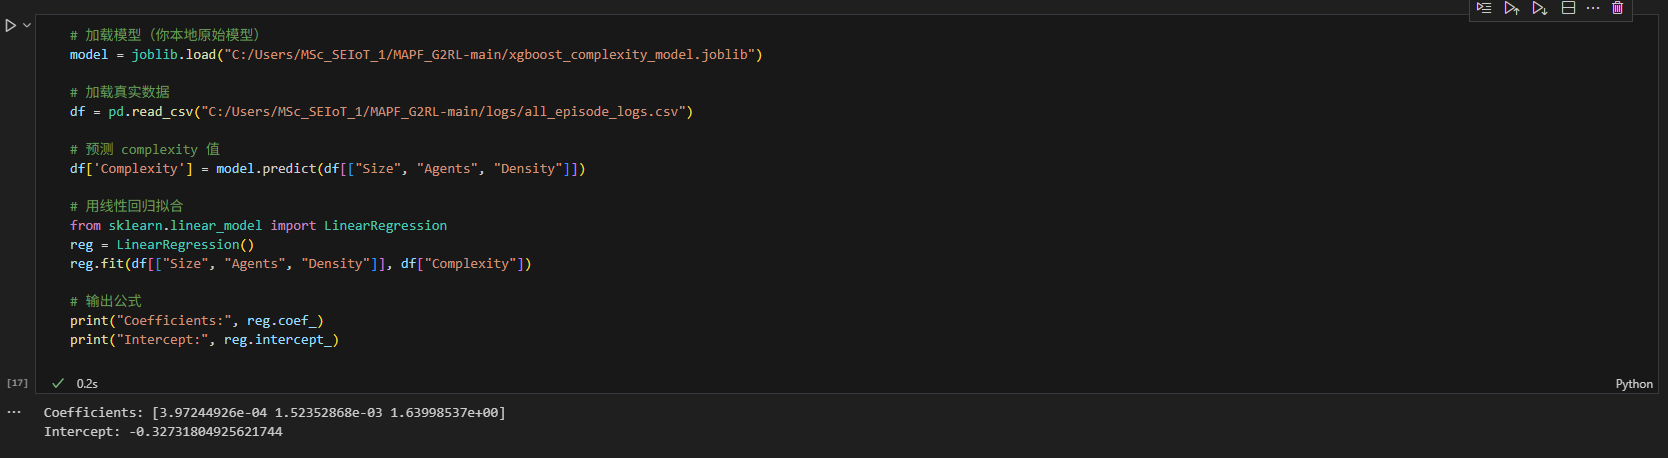 # 加载模型（你本地原始模型）
model = joblib.load("C:/Users/MSc_SEIoT_1/MAPF_G2RL-main/xgboost_complexity_model.joblib")
# 加载真实数据
df = pd.read_csv("C:/Users/MSc_SEIoT_1/MAPF_G2RL-main/logs/all_episode_logs.csv")
# 预测 complexity 值
df['Complexity'] = model.predict(df[["Size", "Agents", "Density"]])
# 用线性回归拟合
from sklearn.linear_model import LinearRegression
reg = LinearRegression()
reg.fit(df[["Size", "Agents", "Density"]], df["Complexity"])
# 输出公式
print("Coefficients:", reg.coef_)
print("Intercept:", reg.intercept_)
[17] 0.2s Python
Coefficients: [3.97244926e-04 1.52352868e-03 1.63998537e+00]
Intercept: -0.32731804925621744